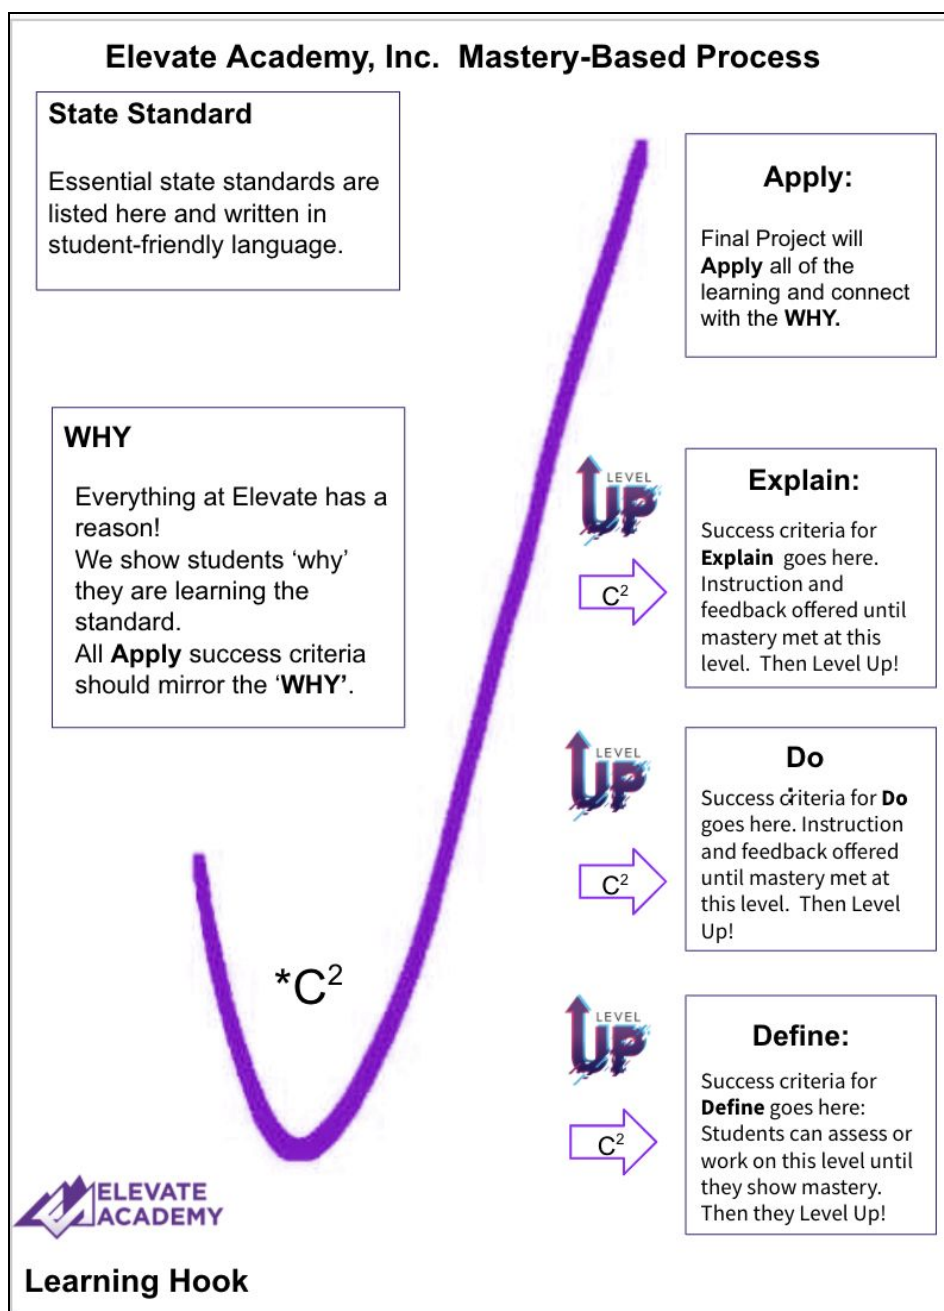 Elevate Academy, Inc.  Mastery-Based Process
State Standard
Essential state standards are
listed here and written in
student-friendly language.
WHY
Everything at Elevate has a
reason!
We show students ‘why’
they are learning the
standard.
All Apply success criteria
should mirror the ‘WHY’.
Apply:
Final Project will
Apply all of the
learning and connect
with the WHY.
LEVEL
UP
C²
Explain:
Success criteria for
Explain  goes here.
Instruction and
feedback offered until
mastery met at this
level.  Then Level Up!
LEVEL
UP
C²
Do
:
Success criteria for Do
goes here. Instruction
and feedback offered
until mastery met at
this level.  Then Level
Up!
*C²
LEVEL
UP
C²
Define:
Success criteria for
Define goes here:
Students can assess or
work on this level until
they show mastery.
Then they Level Up!
ELEVATE
ACADEMY
Learning Hook